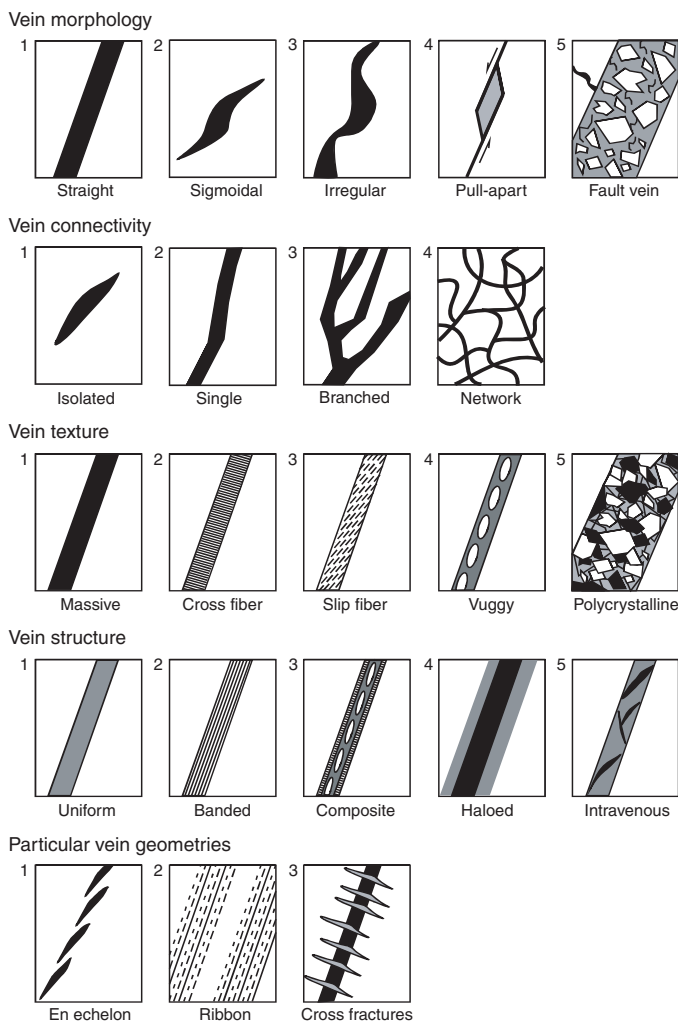 Vein morphology
1 2 3 4 5
Straight Sigmoidal Irregular Pull-apart Fault vein
Vein connectivity
1 2 3 4
Isolated Single Branched Network
Vein texture
1 2 3 4 5
Massive Cross fiber Slip fiber Vuggy Polycrystalline
Vein structure
1 2 3 4 5
Uniform Banded Composite Haloed Intravenous
Particular vein geometries
1 2 3
En echelon Ribbon Cross fractures